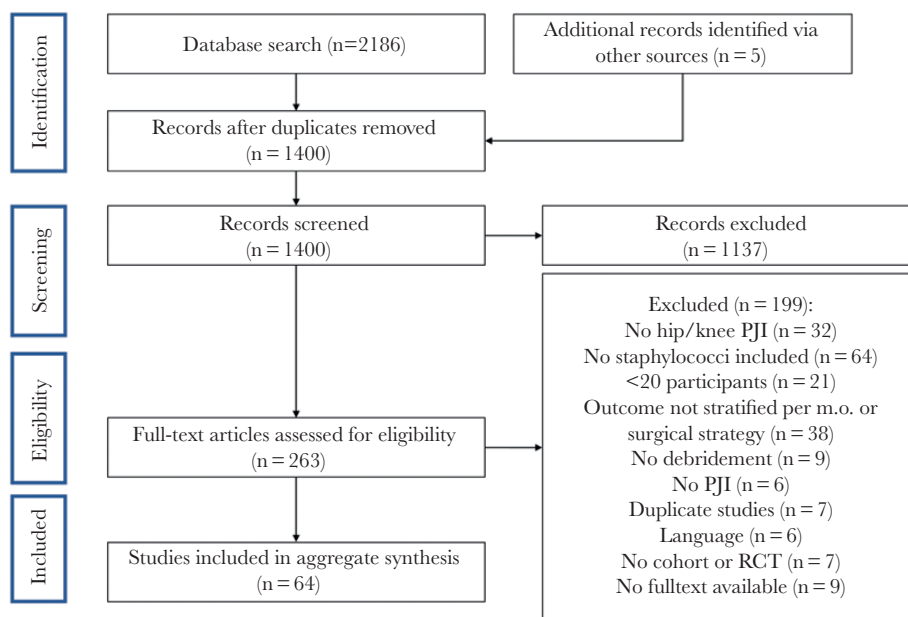 Identification
Database search (n=2186)
Additional records identified via
other sources (n = 5)
Records after duplicates removed
(n = 1400)
Screening
Records screened
(n = 1400)
Records excluded
(n = 1137)
Eligibility
Full-text articles assessed for eligibility
(n = 263)
Excluded (n = 199):
No hip/knee PJI (n = 32)
No staphylococci included (n = 64)
<20 participants (n = 21)
Outcome not stratified per m.o. or
surgical strategy (n = 38)
No debridement (n = 9)
No PJI (n = 6)
Duplicate studies (n = 7)
Language (n = 6)
No cohort or RCT (n = 7)
No fulltext available (n = 9)
Included
Studies included in aggregate synthesis
(n = 64)